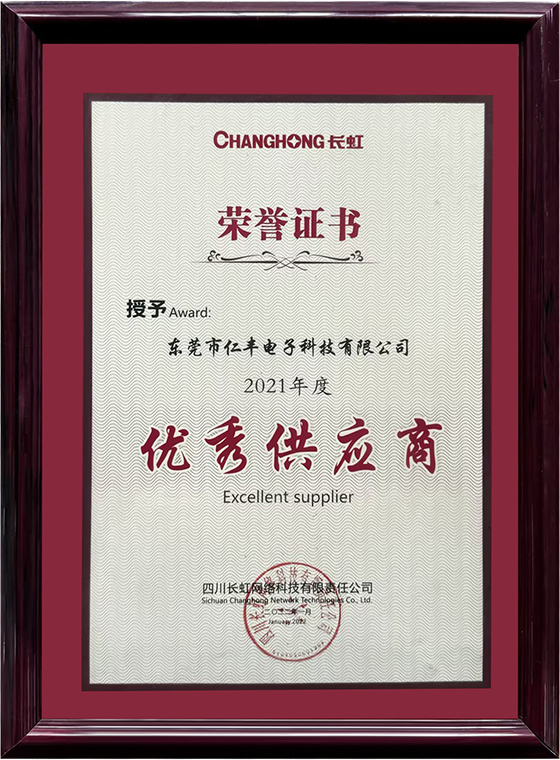 CHANGHONG 长虹
荣誉证书
授予 Award:
东莞市仁丰电子科技有限公司
2021年度
优秀供应商
Excellent supplier
四川长虹网络科技有限责任公司
Sichuan Changhong Network Technologies Co., Ltd.
二〇二二年一月
January 2022